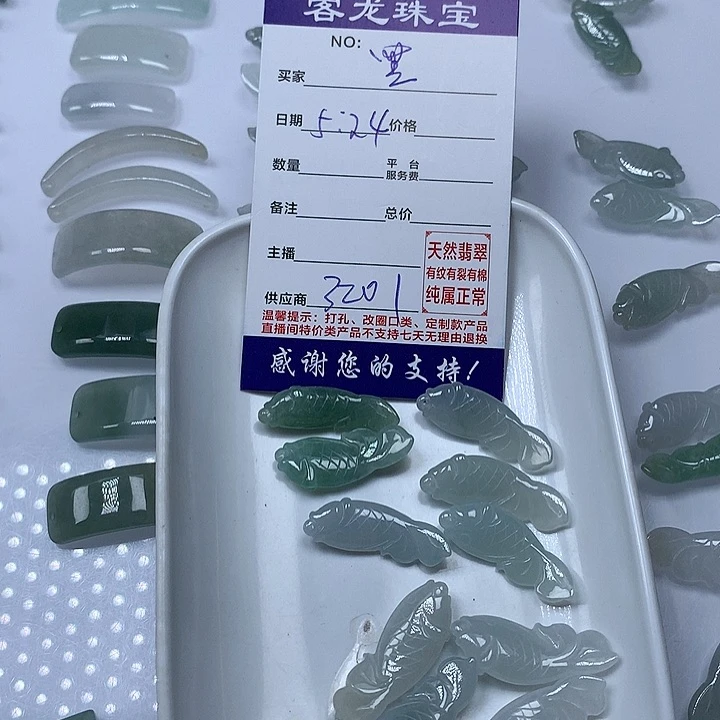 客龙珠宝
NO: 黑
买家
日期 5:24 价格
数量 平台服务费
备注 总价
主播
天然翡翠
有纹有裂有棉
纯属正常
供应商 3201
温馨提示：打孔、改圈口类、定制款产品
直播间特价类产品不支持七天无理由退换
感谢您的支持！